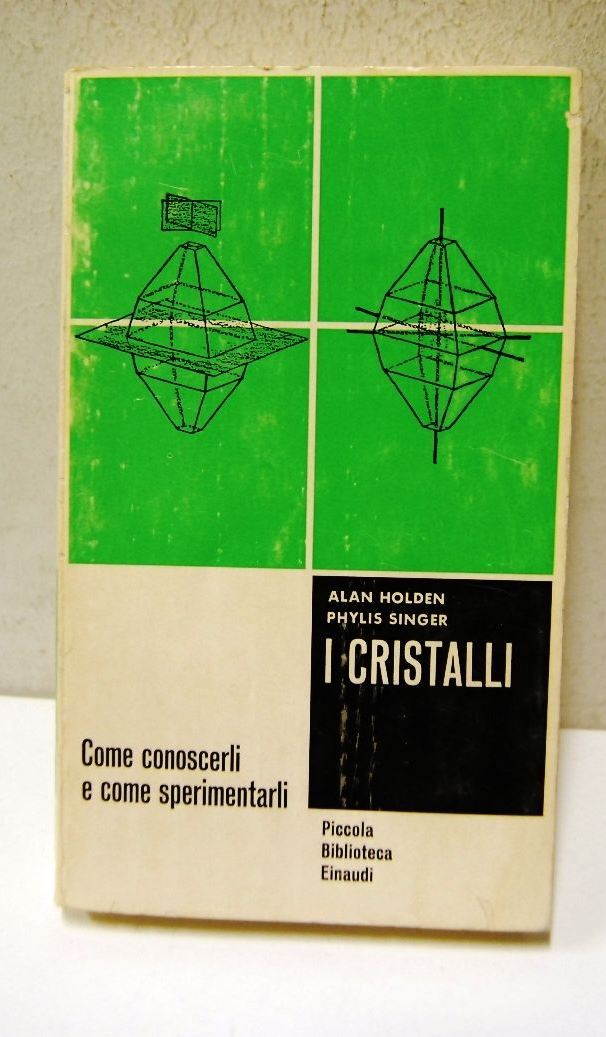 ALAN HOLDEN
PHYLIS SINGER
I CRISTALLI
Come conoscerli
e come sperimentarli
Piccola
Biblioteca
Einaudi